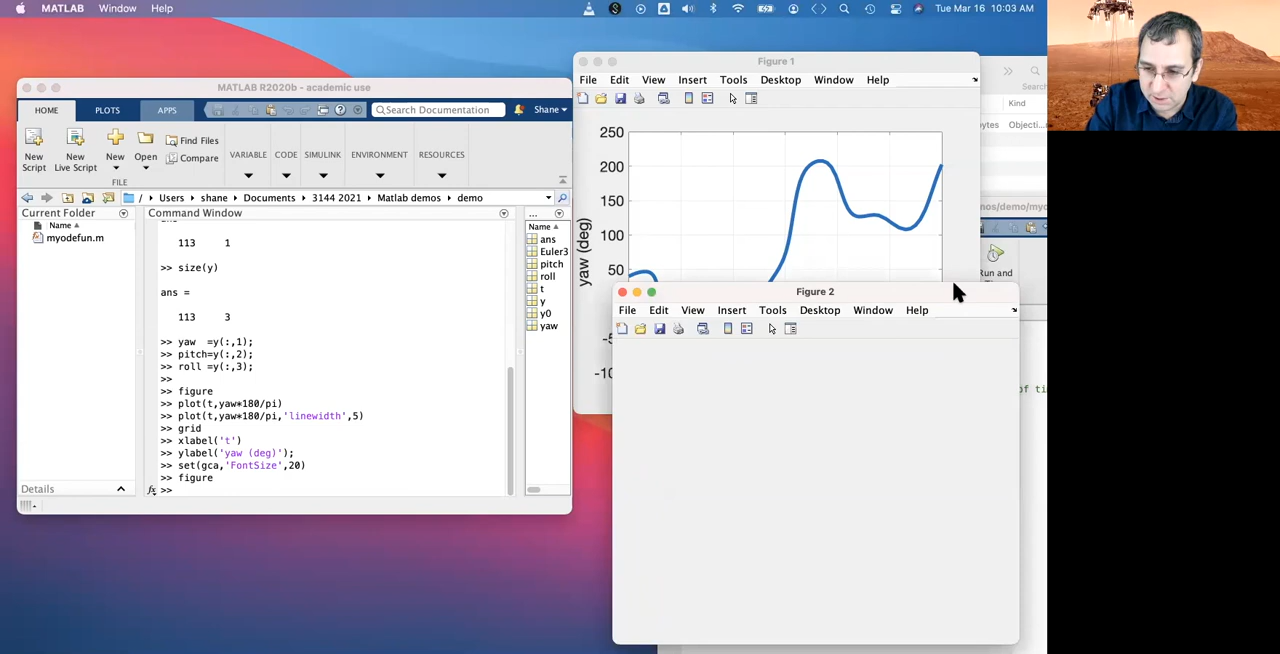 MATLAB Window Help Tue Mar 16 10:03 AM
MATLAB R2020b - academic use
HOME PLOTS APPS Search Documentation Shane
New Script New Live Script New Open Find Files Compare
FILE VARIABLE CODE SIMULINK ENVIRONMENT RESOURCES
/ Users shane Documents 3144 2021 Matlab demos demo
Current Folder
Name
myodefun.m
Details
Command Window
113 1
>> size(y)
ans =
113 3
>> yaw =y(:,1);
>> pitch=y(:,2);
>> roll =y(:,3);
>>
>> figure
>> plot(t,yaw*180/pi)
>> plot(t,yaw*180/pi,'linewidth',5)
>> grid
>> xlabel('t')
>> ylabel('yaw (deg)');
>> set(gca,'FontSize',20)
>> figure
fx >>
...
Name
ans
Euler3
pitch
roll
t
y
y0
yaw
Figure 1
File Edit View Insert Tools Desktop Window Help
250
200
150
100
50
yaw (deg)
Figure 2
File Edit View Insert Tools Desktop Window Help
Kind
Run and
of ti